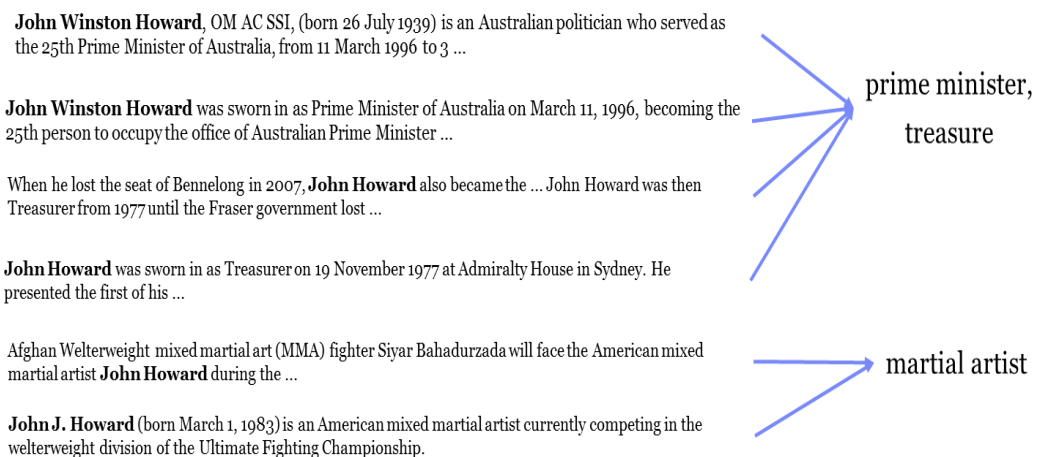 John Winston Howard, OM AC SSI, (born 26 July 1939) is an Australian politician who served as
the 25th Prime Minister of Australia, from 11 March 1996 to 3 ...
John Winston Howard was sworn in as Prime Minister of Australia on March 11, 1996, becoming the
25th person to occupy the office of Australian Prime Minister ...
When he lost the seat of Bennelong in 2007, John Howard also became the ... John Howard was then
Treasurer from 1977 until the Fraser government lost ...
John Howard was sworn in as Treasurer on 19 November 1977 at Admiralty House in Sydney. He
presented the first of his ...
Afghan Welterweight mixed martial art (MMA) fighter Siyar Bahadurzada will face the American mixed
martial artist John Howard during the ...
John J. Howard (born March 1, 1983) is an American mixed martial artist currently competing in the
welterweight division of the Ultimate Fighting Championship.
prime minister,
treasure
martial artist